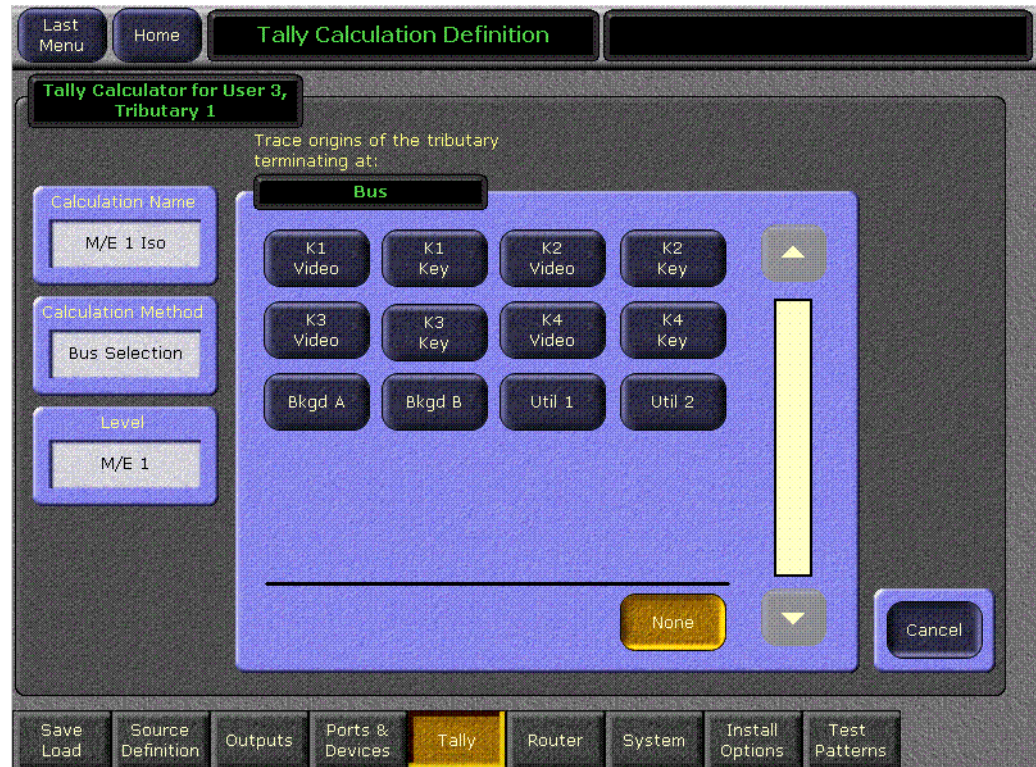 Last
Menu
Home
Tally Calculation Definition
Tally Calculator for User 3,
Tributary 1
Trace origins of the tributary
terminating at:
Bus
Calculation Name
M/E 1 Iso
Calculation Method
Bus Selection
Level
M/E 1
K1
Video
K1
Key
K2
Video
K2
Key
K3
Video
K3
Key
K4
Video
K4
Key
Bkgd A
Bkgd B
Util 1
Util 2
None
Cancel
Save
Load
Source
Definition
Outputs
Ports &
Devices
Tally
Router
System
Install
Options
Test
Patterns